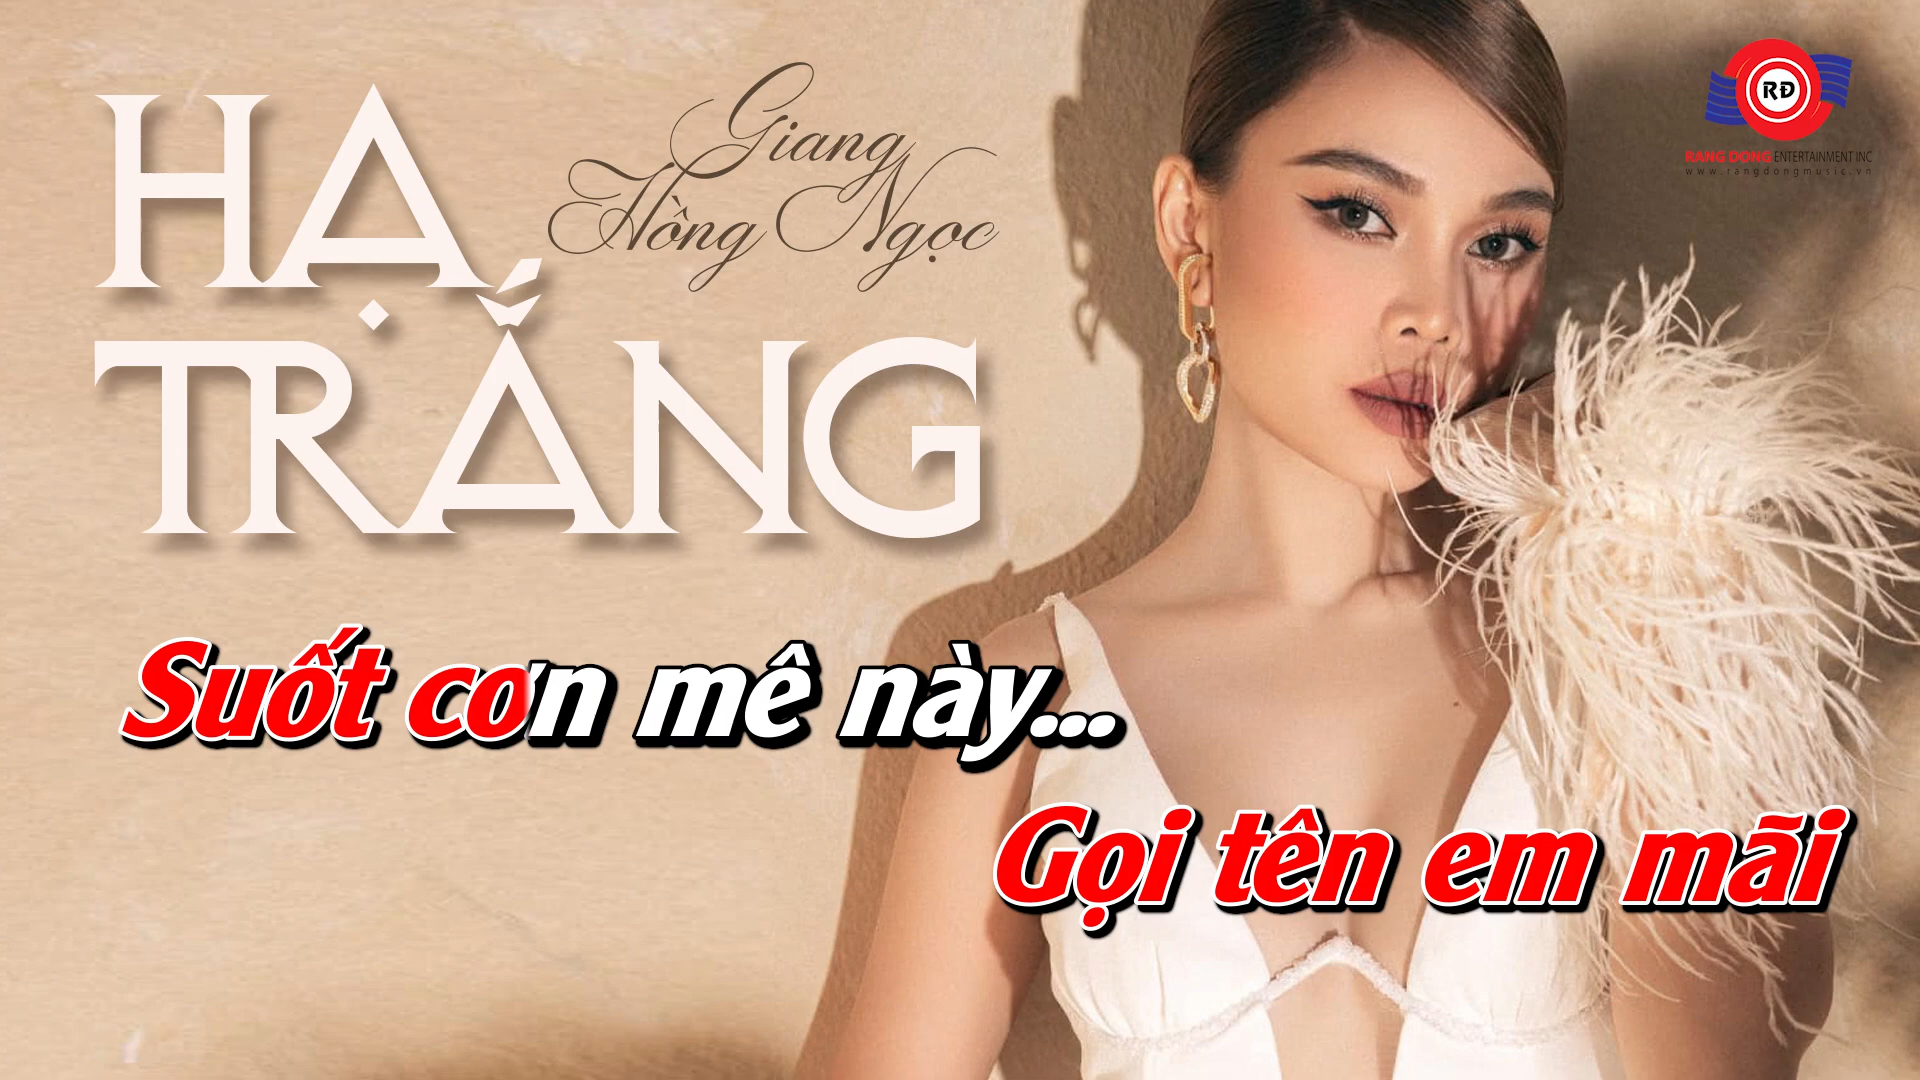 HẠ
TRẮNG
Giang
Hồng Ngọc
RĐ
RANG DONG ENTERTAINMENT INC
www.rangdongmusic.vn
Suốt cơn mê này...
Gọi tên em mãi